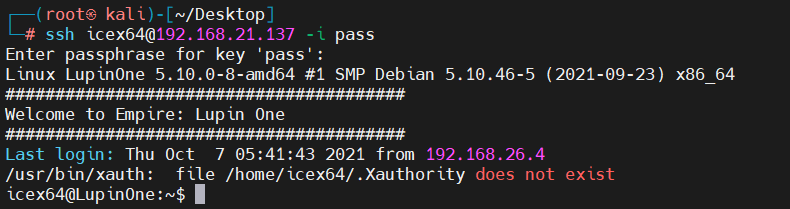 ┌──(root㉿ kali)-[~/Desktop]
└─# ssh icex64@192.168.21.137 -i pass
Enter passphrase for key 'pass':
Linux LupinOne 5.10.0-8-amd64 #1 SMP Debian 5.10.46-5 (2021-09-23) x86_64
########################################
Welcome to Empire: Lupin One
########################################
Last login: Thu Oct  7 05:41:43 2021 from 192.168.26.4
/usr/bin/xauth:  file /home/icex64/.Xauthority does not exist
icex64@LupinOne:~$